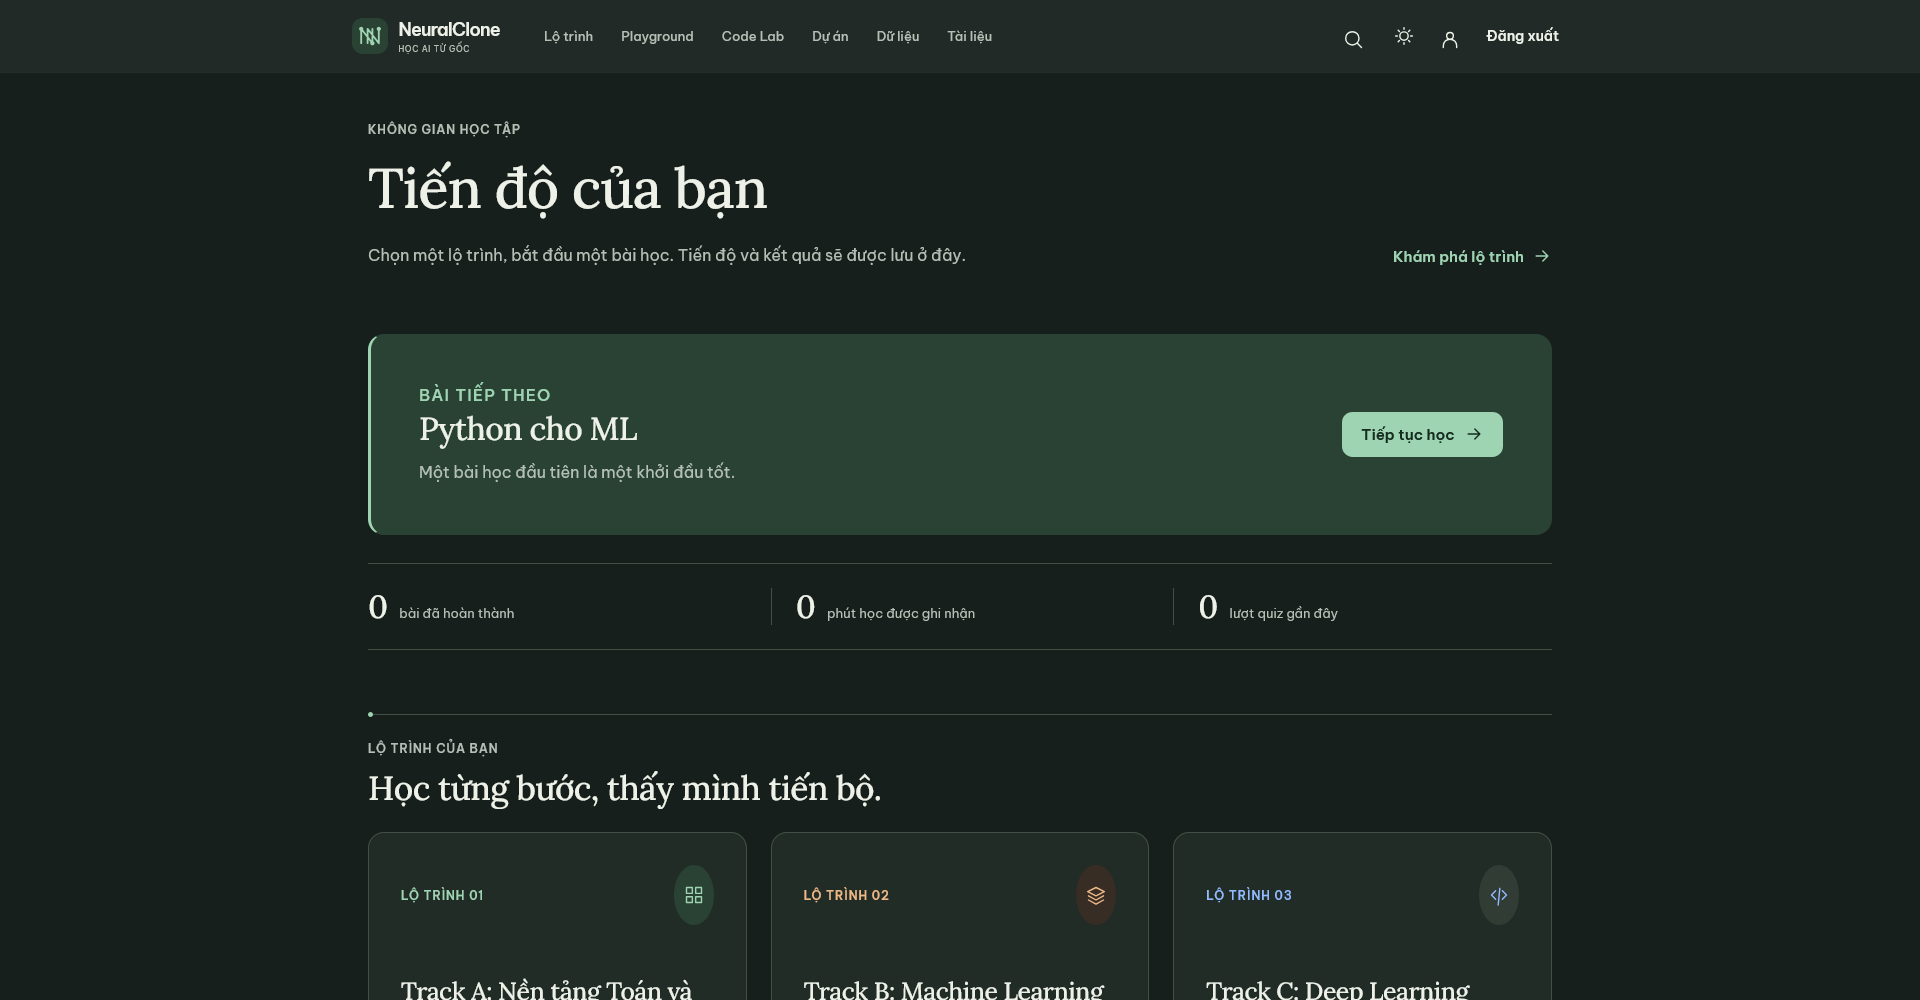 NeuralClone
HỌC AI TỪ GỐC
Lộ trình
Playground
Code Lab
Dự án
Dữ liệu
Tài liệu
Đăng xuất
KHÔNG GIAN HỌC TẬP
Tiến độ của bạn
Chọn một lộ trình, bắt đầu một bài học. Tiến độ và kết quả sẽ được lưu ở đây.
Khám phá lộ trình
BÀI TIẾP THEO
Python cho ML
Một bài học đầu tiên là một khởi đầu tốt.
Tiếp tục học
0 bài đã hoàn thành
0 phút học được ghi nhận
0 lượt quiz gần đây
LỘ TRÌNH CỦA BẠN
Học từng bước, thấy mình tiến bộ.
LỘ TRÌNH 01
LỘ TRÌNH 02
LỘ TRÌNH 03
Track A: Nền tảng Toán và
Track B: Machine Learning
Track C: Deep Learning